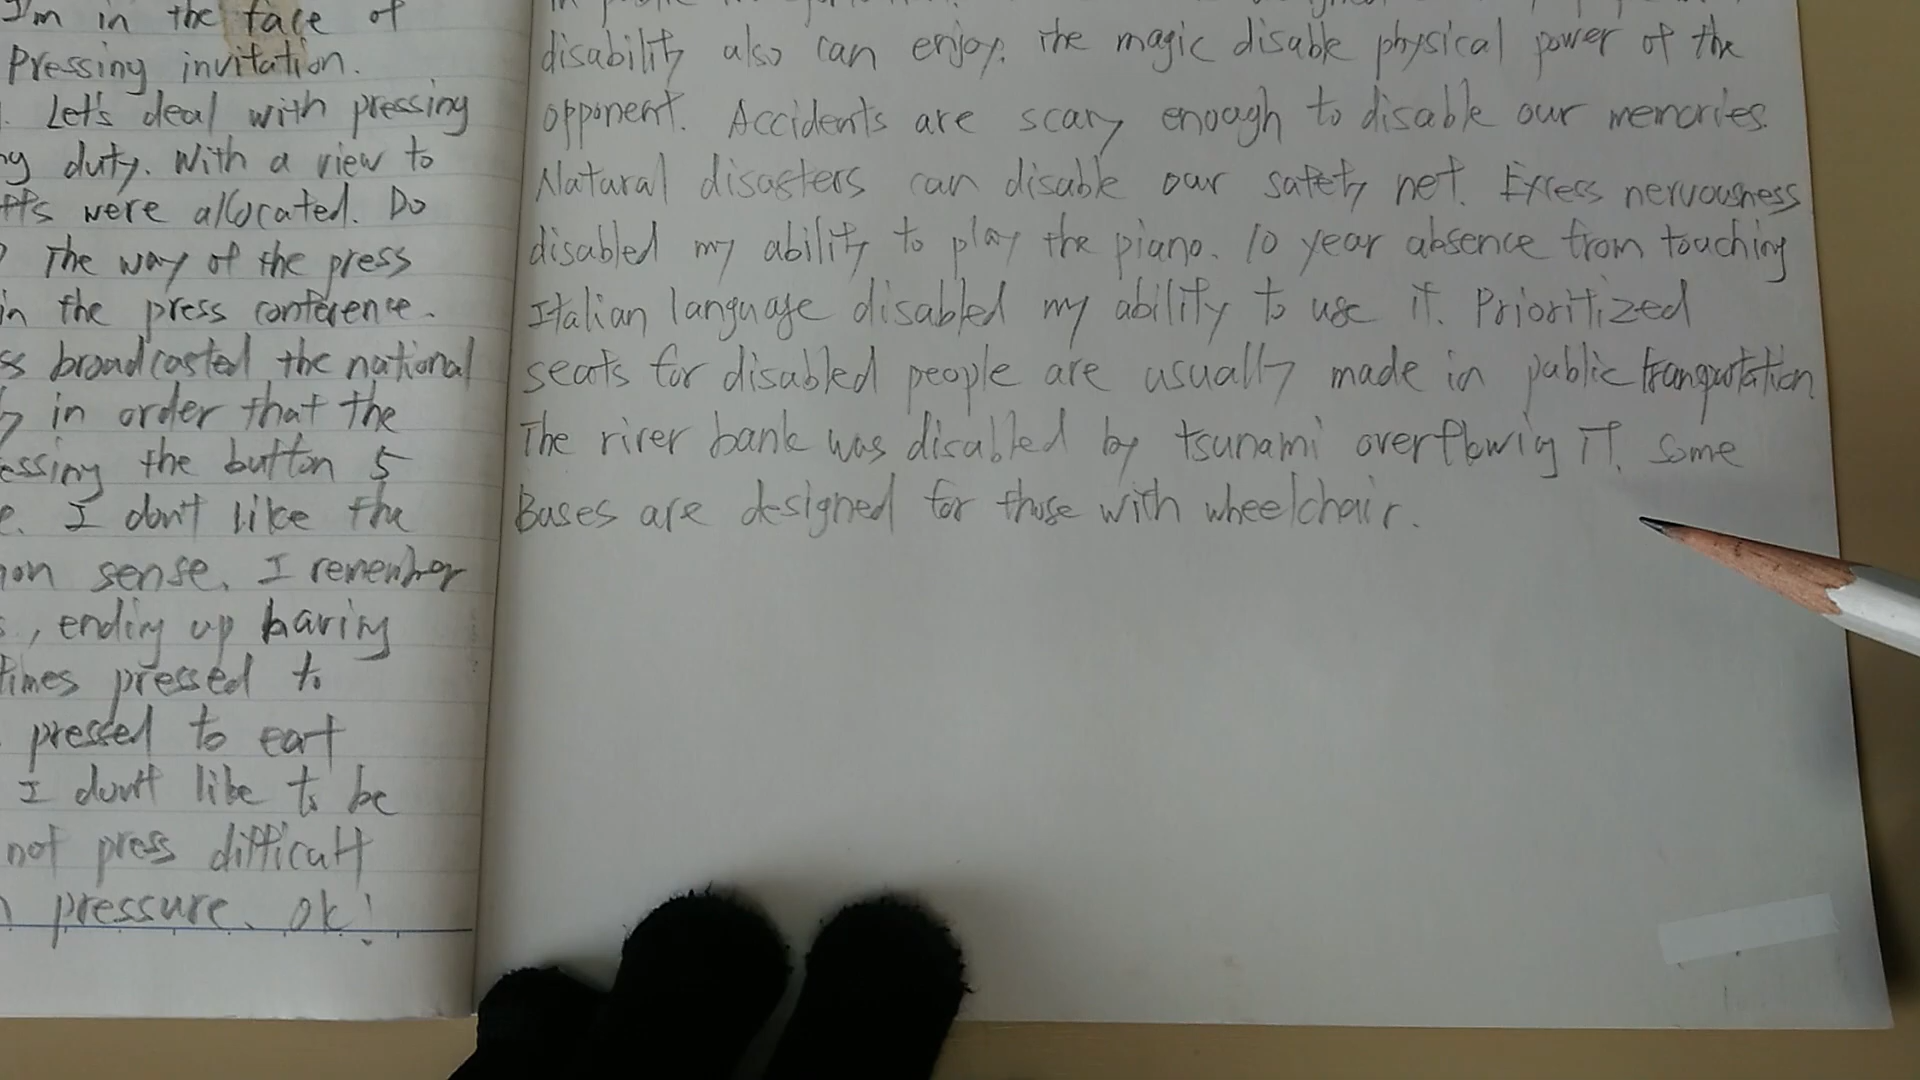 I'm in the face of
pressing invitation.
. Let's deal with pressing
duty. With a view to
were allocated. Do
The way of the press
in the press conference.
broadcasted the national
in order that the
the button 5
. I don't like the
sense. I remember
, ending up having
times pressed to
pressed to eat
I don't like to be
not press difficult
pressure. ok!
disability also can enjoy. The magic disable physical power of the
opponent. Accidents are scary enough to disable our memories.
Natural disasters can disable our safety net. Excess nervousness
disabled my ability to play the piano. 10 year absence from touching
Italian language disabled my ability to use it. Prioritized
seats for disabled people are usually made in public
The river bank was disabled by tsunami overflowig it. Some
Buses are designed for those with wheelchair.